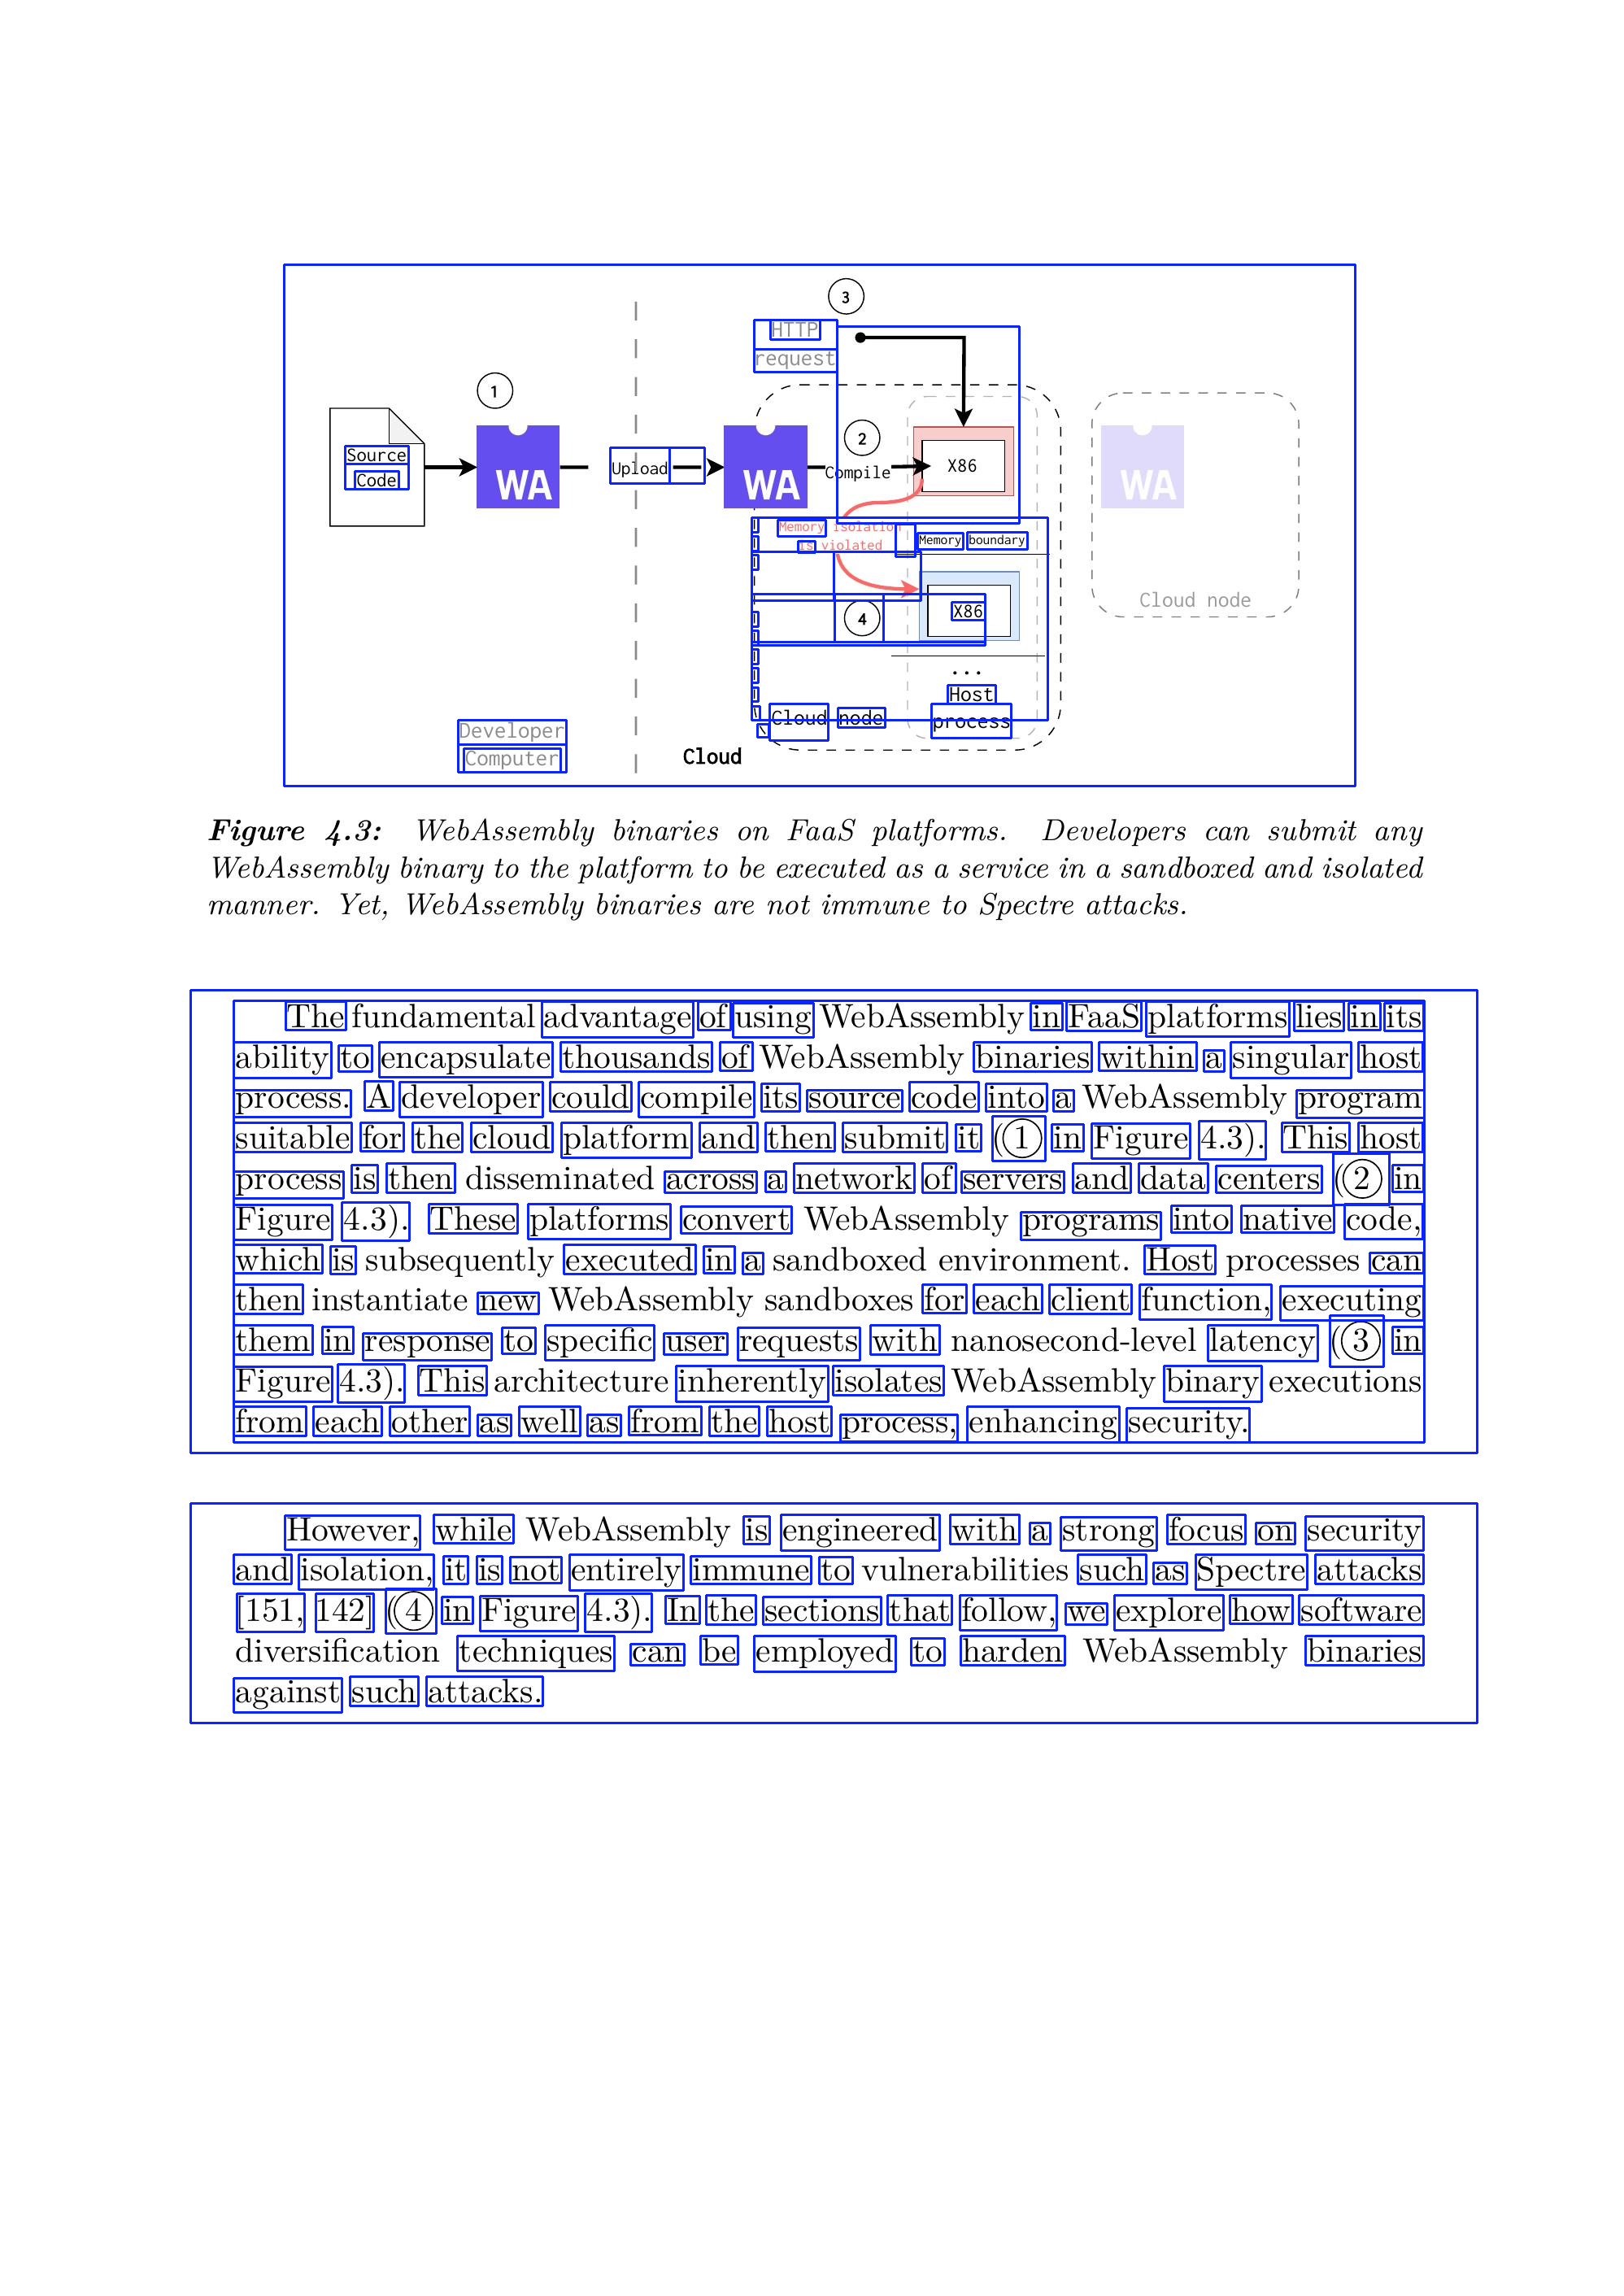 3
HTTP
request
1
Source
Code
WA
Upload
WA
2
Compile
X86
WA
Memory isolation
is violated
Memory boundary
Cloud node
4
X86
...
Host
process
Cloud node
Developer
Computer
Cloud
Figure 4.3: WebAssembly binaries on FaaS platforms. Developers can submit any
WebAssembly binary to the platform to be executed as a service in a sandboxed and isolated
manner. Yet, WebAssembly binaries are not immune to Spectre attacks.
The fundamental advantage of using WebAssembly in FaaS platforms lies in its
ability to encapsulate thousands of WebAssembly binaries within a singular host
process. A developer could compile its source code into a WebAssembly program
suitable for the cloud platform and then submit it (1 in Figure 4.3). This host
process is then disseminated across a network of servers and data centers (2 in
Figure 4.3). These platforms convert WebAssembly programs into native code,
which is subsequently executed in a sandboxed environment. Host processes can
then instantiate new WebAssembly sandboxes for each client function, executing
them in response to specific user requests with nanosecond-level latency (3 in
Figure 4.3). This architecture inherently isolates WebAssembly binary executions
from each other as well as from the host process, enhancing security.
However, while WebAssembly is engineered with a strong focus on security
and isolation, it is not entirely immune to vulnerabilities such as Spectre attacks
[151, 142] (4 in Figure 4.3). In the sections that follow, we explore how software
diversification techniques can be employed to harden WebAssembly binaries
against such attacks.